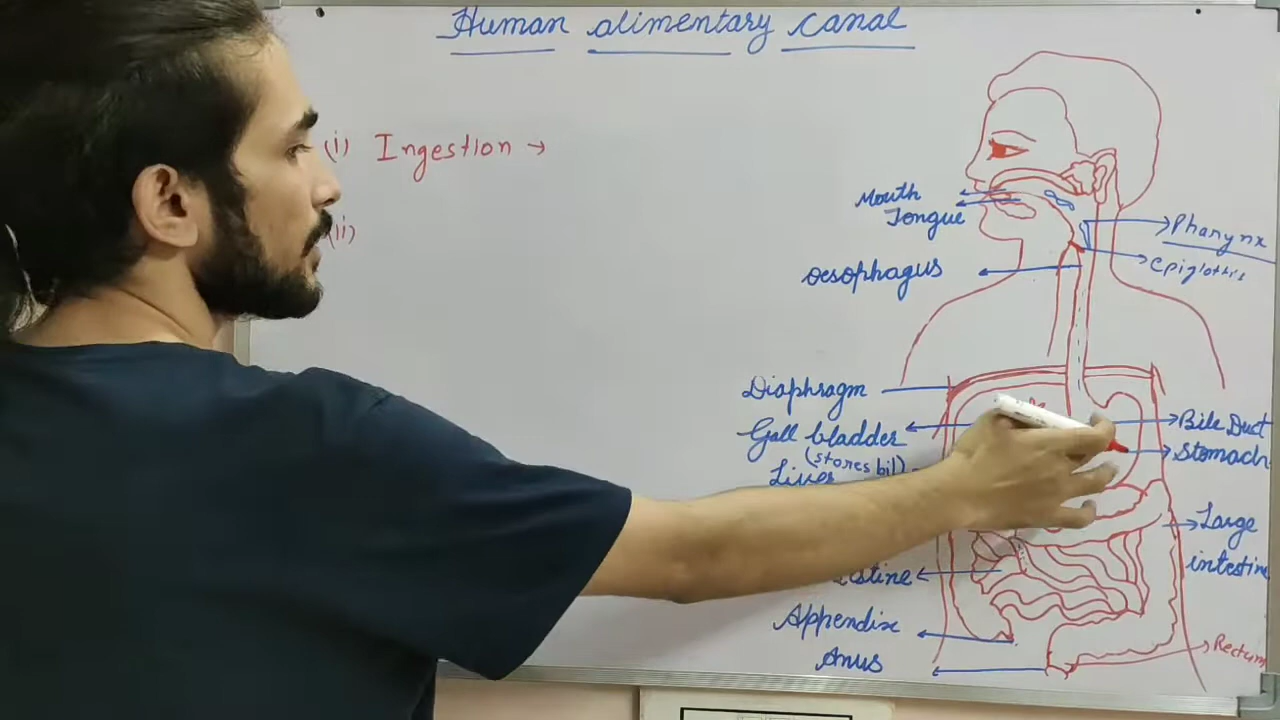 Human alimentary canal
(i) Ingestion →
(ii)
Mouth
Tongue
Pharynx
epiglottis
oesophagus
Diaphragm
Gall bladder
(stores bil)
Liver
Bile Duct
Stomach
Large
intestine
Appendix
Anus
Rectum